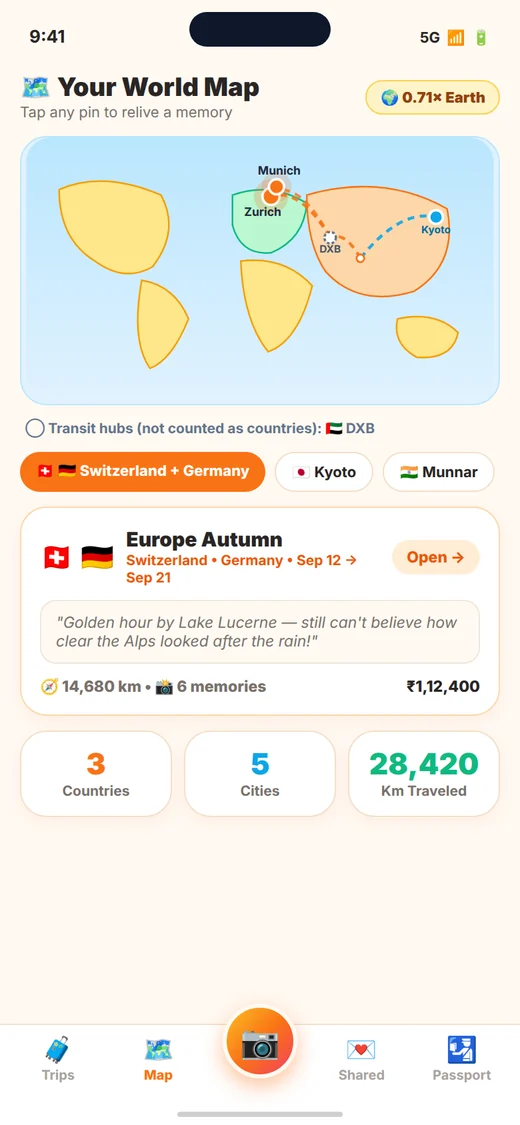 9:41
5G
Your World Map
Tap any pin to relive a memory
0.71× Earth
Munich
Zurich
DXB
Kyoto
Transit hubs (not counted as countries): DXB
Switzerland + Germany
Kyoto
Munnar
Europe Autumn
Switzerland • Germany • Sep 12 →
Sep 21
Open →
"Golden hour by Lake Lucerne — still can't believe how
clear the Alps looked after the rain!"
14,680 km • 6 memories
₹1,12,400
3
Countries
5
Cities
28,420
Km Traveled
Trips
Map
Shared
Passport